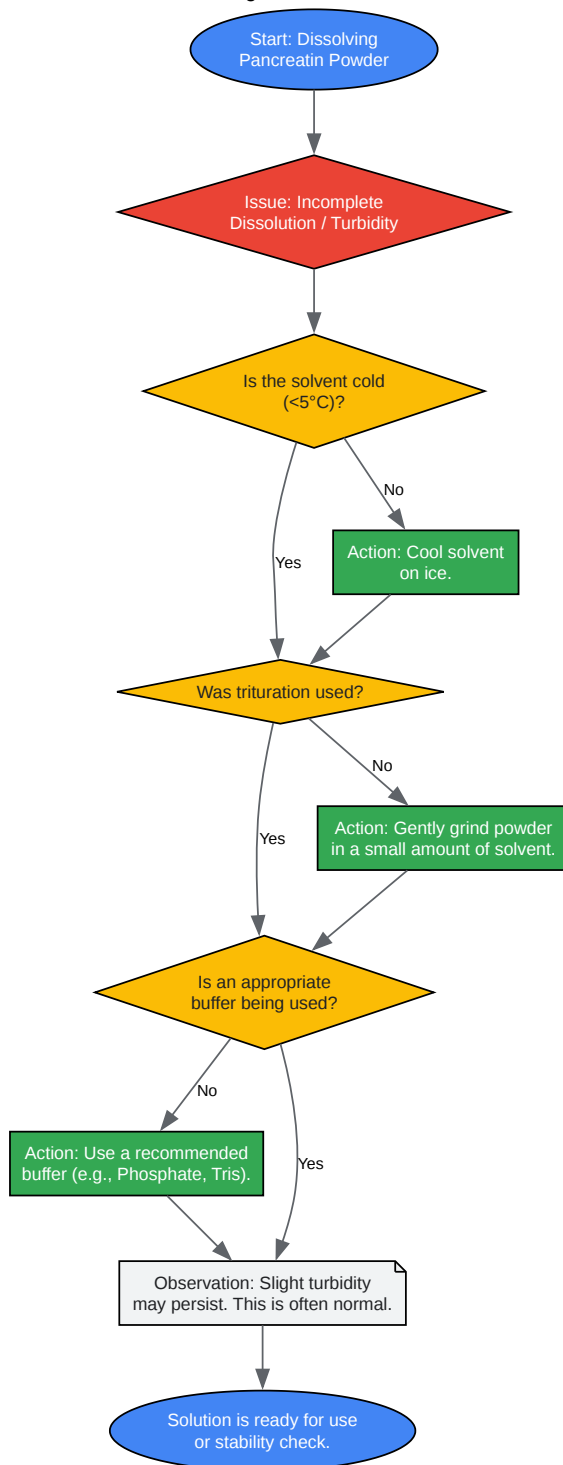 Start: Dissolving
Pancreatin Powder
Issue: Incomplete
Dissolution / Turbidity
Is the solvent cold
(<5°C)?
No
Action: Cool solvent
on ice.
Yes
Was trituration used?
No
Action: Gently grind powder
in a small amount of solvent.
Yes
Is an appropriate
buffer being used?
No
Action: Use a recommended
buffer (e.g., Phosphate, Tris).
Yes
Observation: Slight turbidity
may persist. This is often normal.
Solution is ready for use
or stability check.